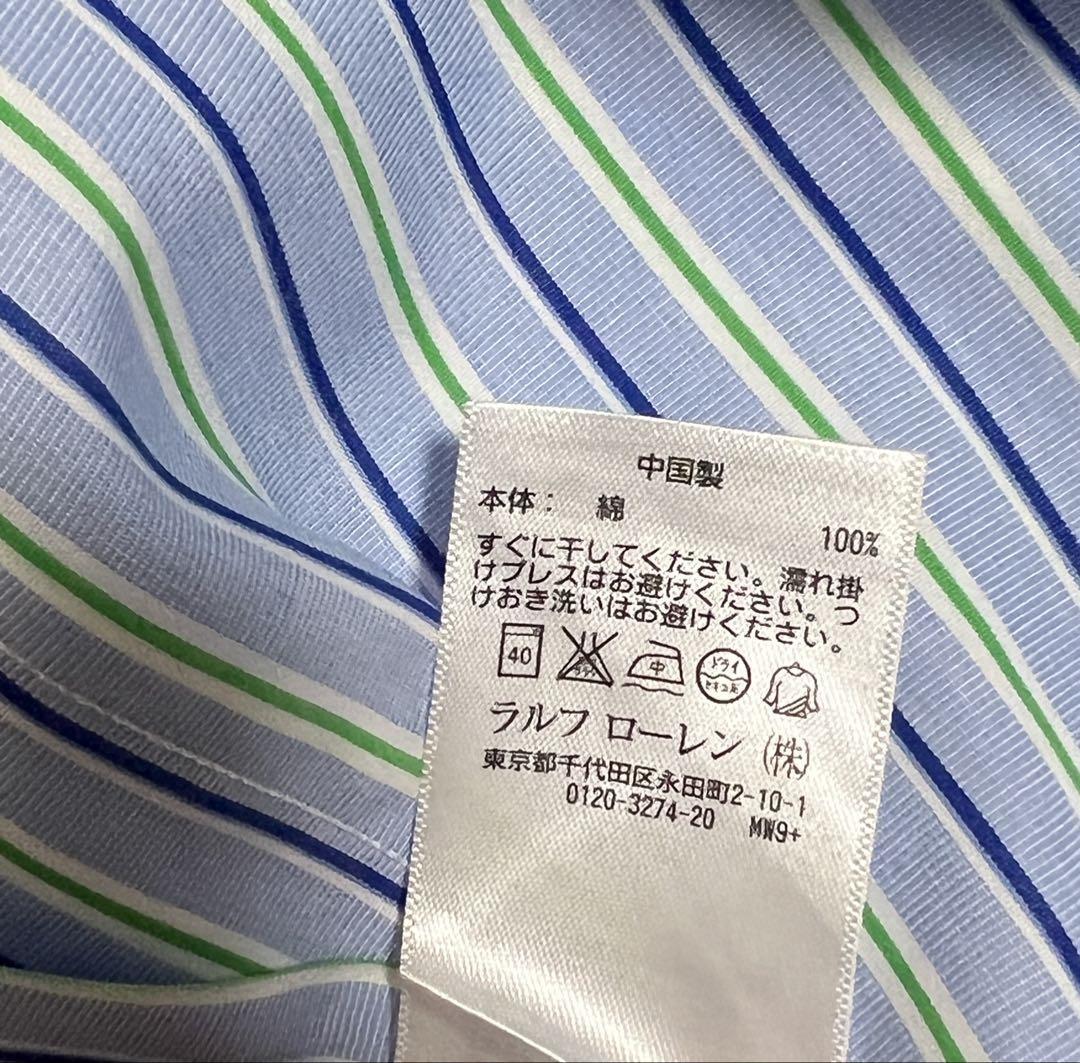 中国製
本体： 綿 100%
すぐに干してください。濡れ掛
けプレスはお避けください。つ
けおき洗いはお避けください。
40 中 ドライ
ラルフ ローレン (株)
東京都千代田区永田町2-10-1
0120-3274-20 MW9+